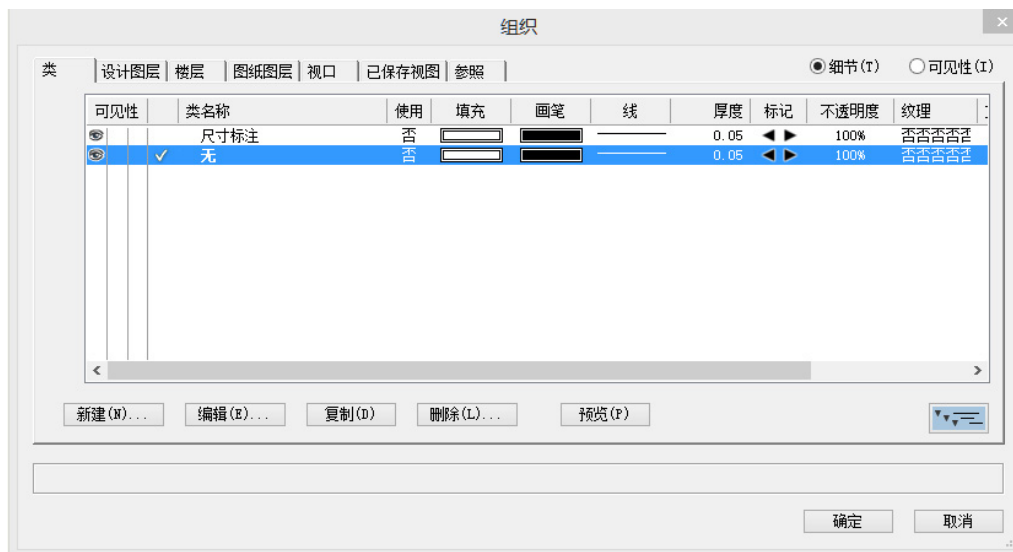 组织
类 设计图层 楼层 图纸图层 视口 已保存视图 参照 细节(T) 可见性(I)
可见性 类名称 使用 填充 画笔 线 厚度 标记 不透明度 纹理
尺寸标注 否 0.05 100% 否否否否否
✓ 无 否 0.05 100% 否否否否否
新建(N)... 编辑(E)... 复制(D) 删除(L)... 预览(P)
确定 取消